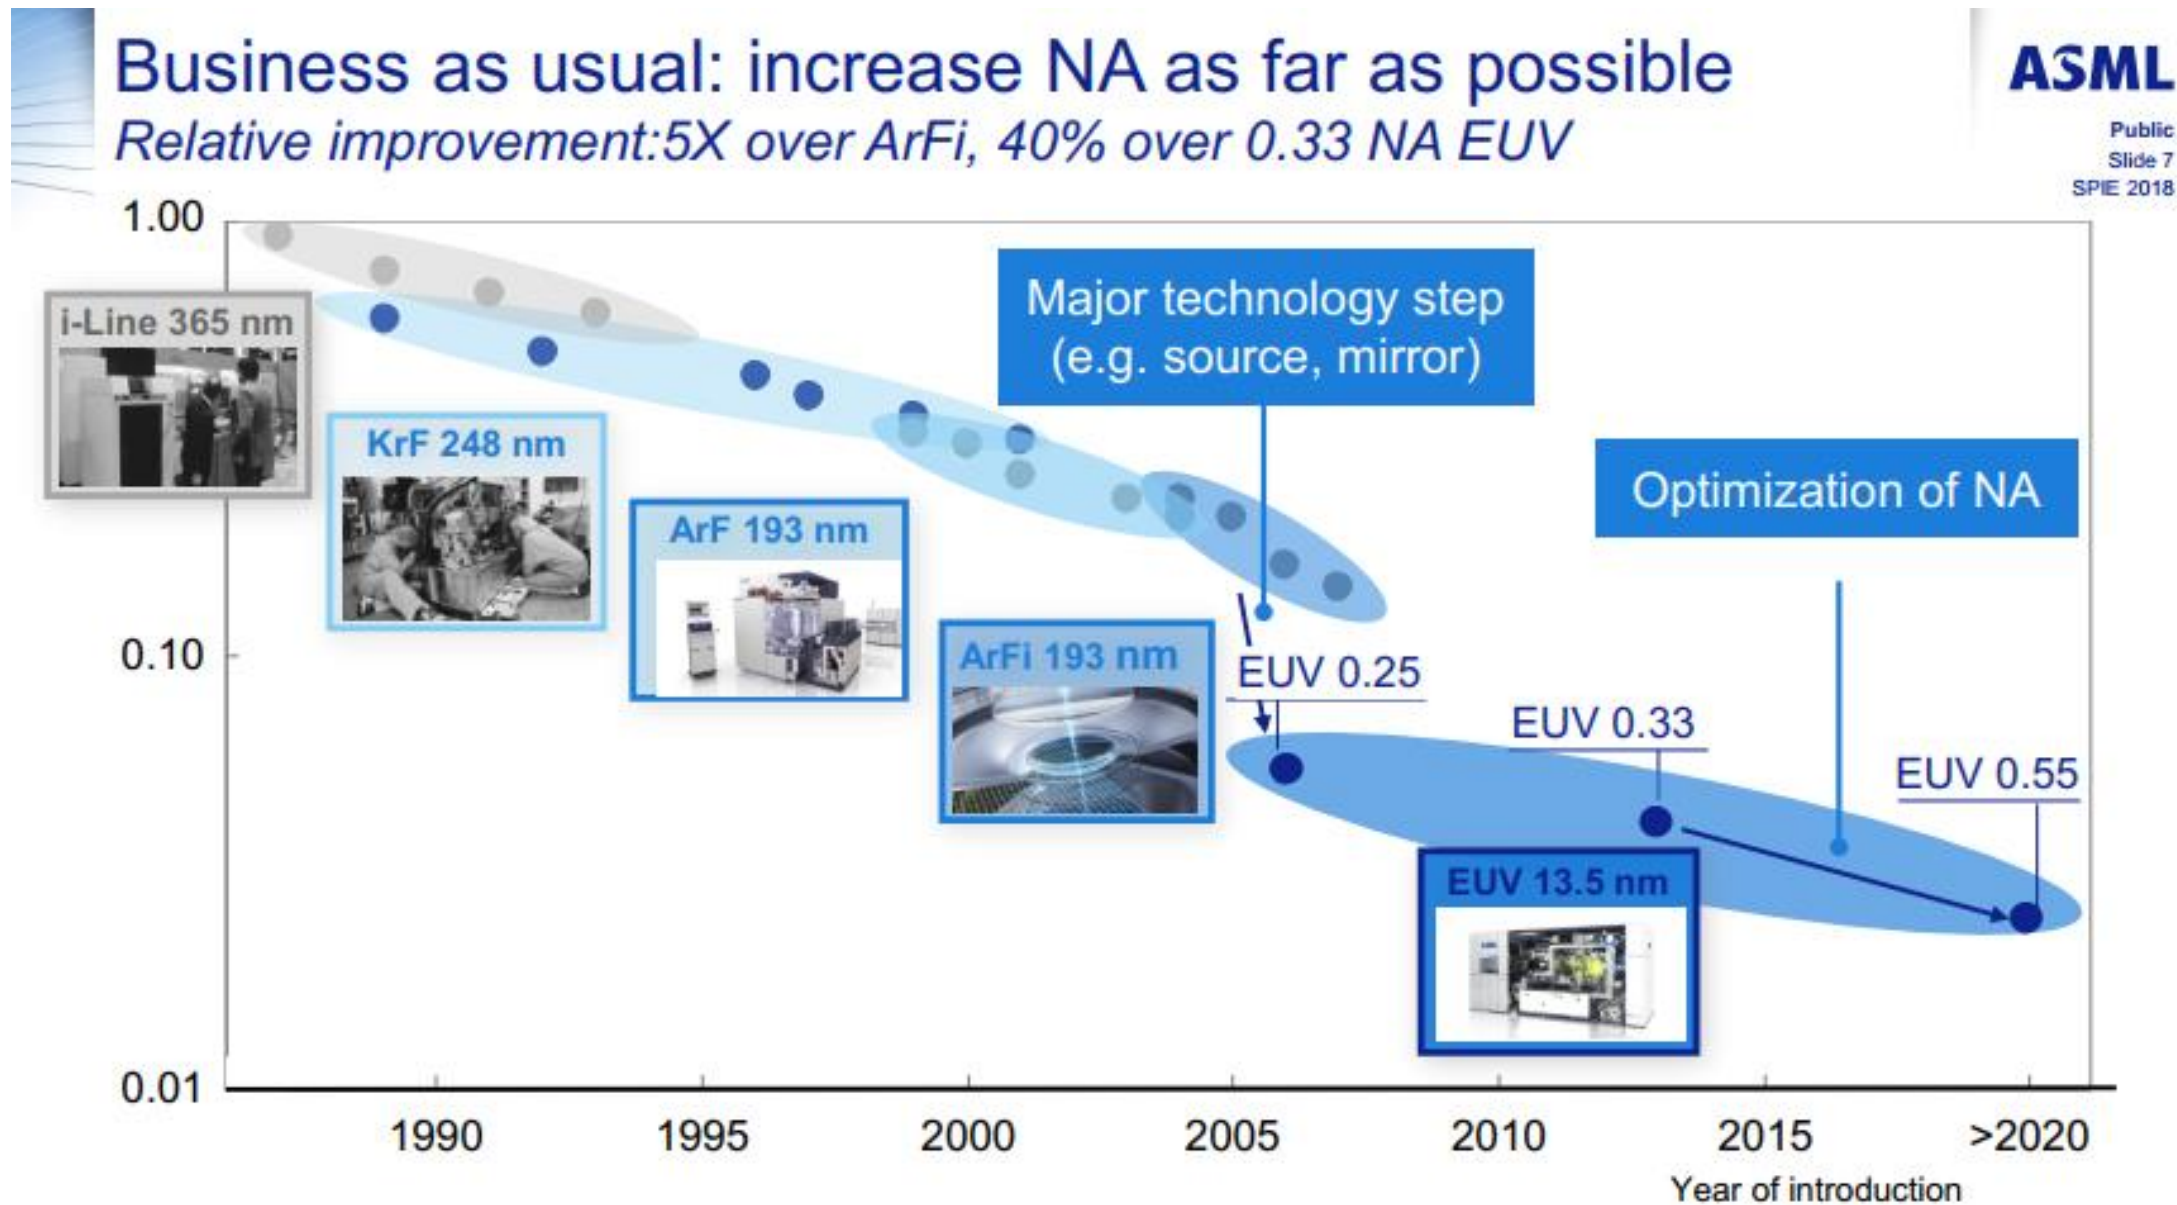 Business as usual: increase NA as far as possible
Relative improvement:5X over ArFi, 40% over 0.33 NA EUV
ASML
Public
Slide 7
SPIE 2018
1.00
0.10
0.01
i-Line 365 nm
KrF 248 nm
ArF 193 nm
ArFi 193 nm
Major technology step
(e.g. source, mirror)
Optimization of NA
EUV 0.25
EUV 0.33
EUV 0.55
EUV 13.5 nm
1990
1995
2000
2005
2010
2015
>2020
Year of introduction